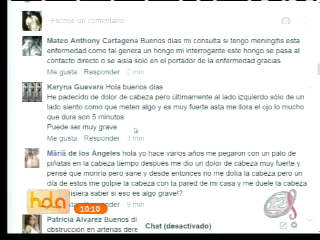 Escribe un comentario...
Mateo Anthony Cartagena Buenos días mi consulta si tengo meningitis esta
enfermedad como tal genera un hongo mi interrogante este hongo se pasa al
contacto directo o se aisla solo en el portador de la enfermedad gracias
Me gusta Responder 2 min
Karyna Guevara Hola buenos días
He padecido de dolor de cabeza pero últimamente al lado izquierdo sólo de un
lado siento como que meten algo y es muy fuerte asta me llora el ojo lo mucho
que dura son 5 minutos
Puede ser muy grave
Me gusta Responder min
María de los Ángeles hola yo hace varios años me pegaron con un palo de
piñatas en la cabeza tiempo después me dio un dolor de cabeza muy fuerte y
pensé que moriría pero sane y desde entonces no me dolía la cabeza pero un
día de estos me golpie la cabeza con la pared de mi casa y me duele la cabeza
quisiera saber si eso es algo grave!?
hola
Responder 9 min
10:10
Patricia Alvarez Buenos di
obstrucción en arterias
Chat (desactivado)